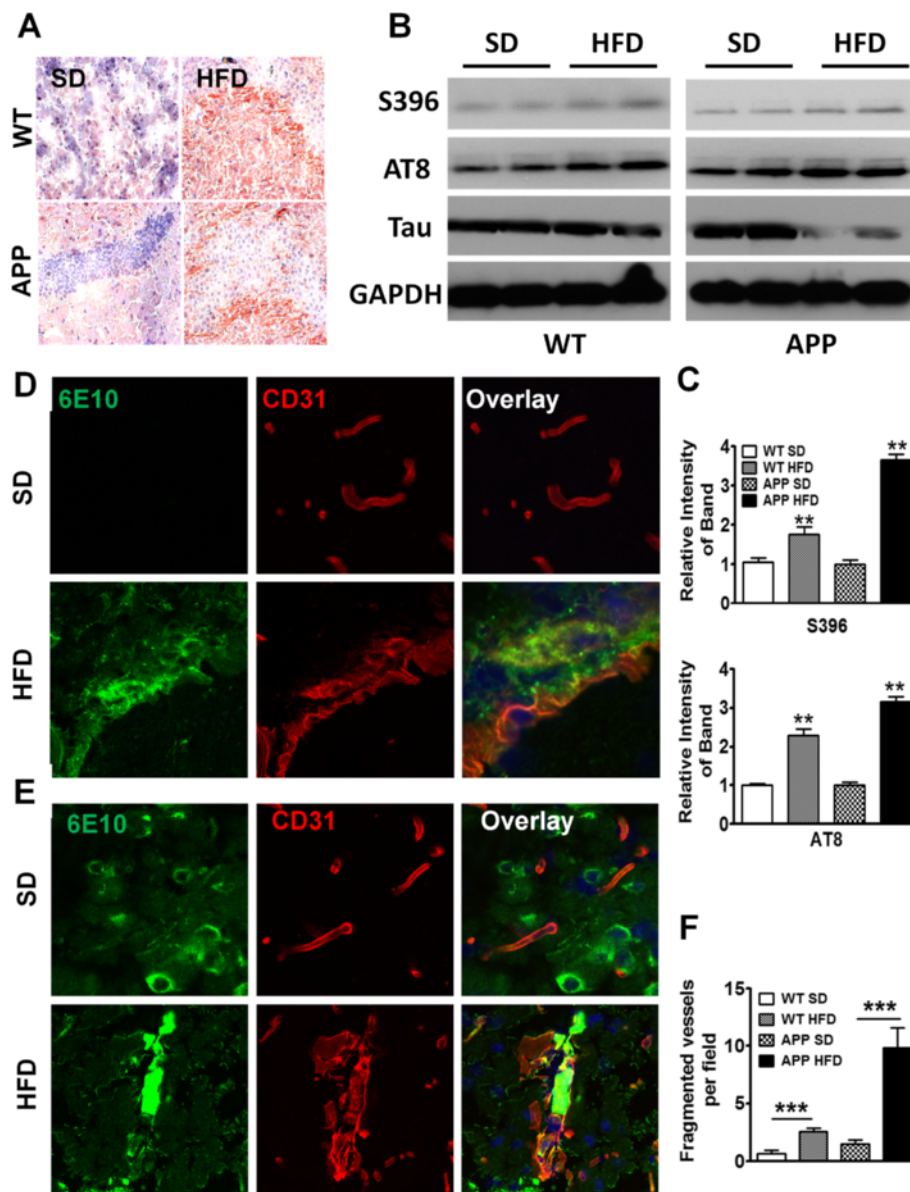 A
SD
HFD
WT
APP
B
SD HFD SD HFD
S396
AT8
Tau
GAPDH
WT APP
D
6E10 CD31 Overlay
SD
HFD
E
6E10 CD31 Overlay
SD
HFD
C
Relative Intensity
of Band
4
3
2
1
0
WT SD
WT HFD
APP SD
APP HFD
**
**
S396
Relative Intensity
of Band
4
3
2
1
0
**
**
AT8
F
Fragmented vessels
per field
15
10
5
0
WT SD
WT HFD
APP SD
APP HFD
***
***